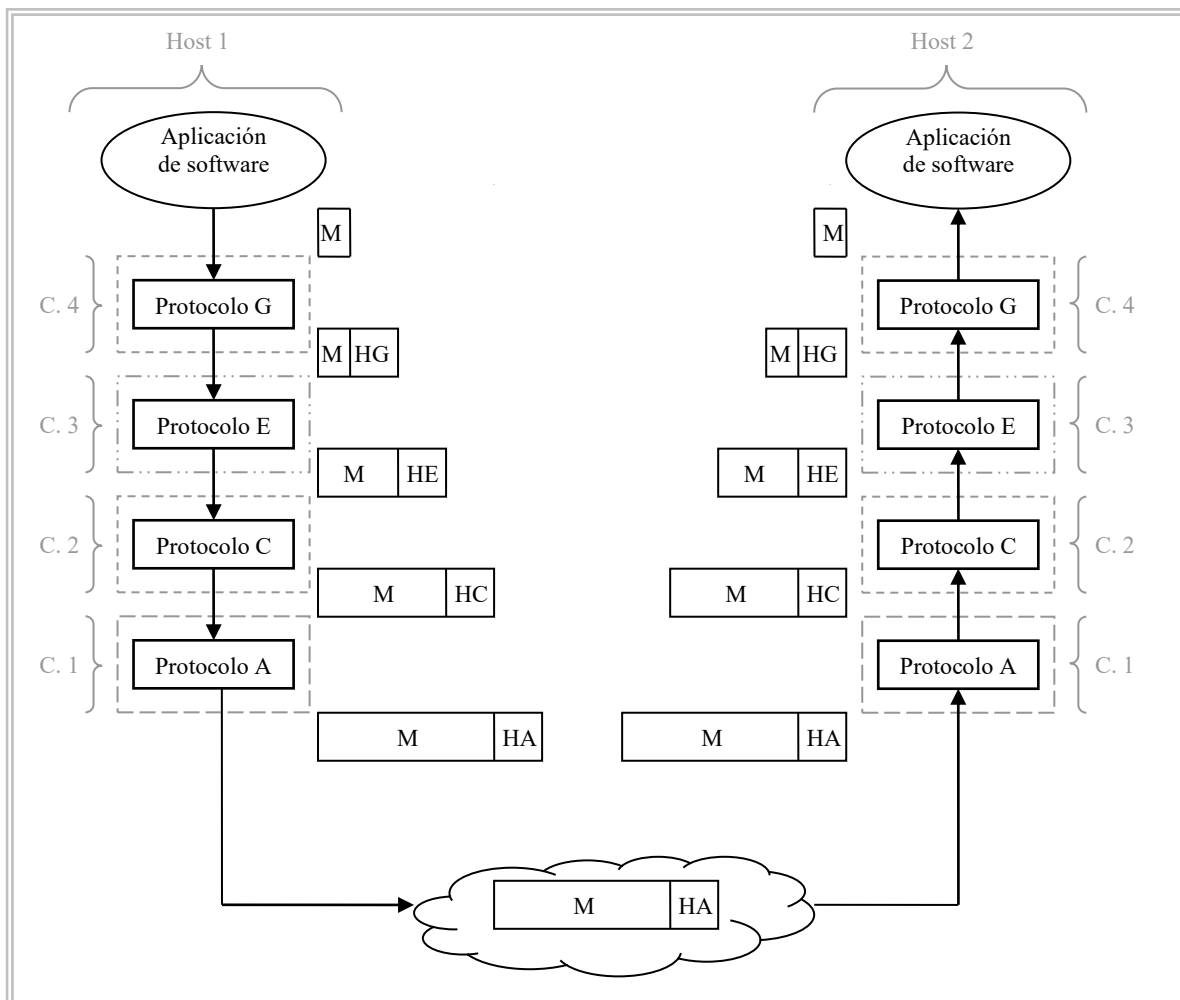 Host 1
Host 2
Aplicación
de software
Aplicación
de software
M
M
C. 4
Protocolo G
Protocolo G
C. 4
M HG
M HG
C. 3
Protocolo E
Protocolo E
C. 3
M HE
M HE
C. 2
Protocolo C
Protocolo C
C. 2
M HC
M HC
C. 1
Protocolo A
Protocolo A
C. 1
M HA
M HA
M HA